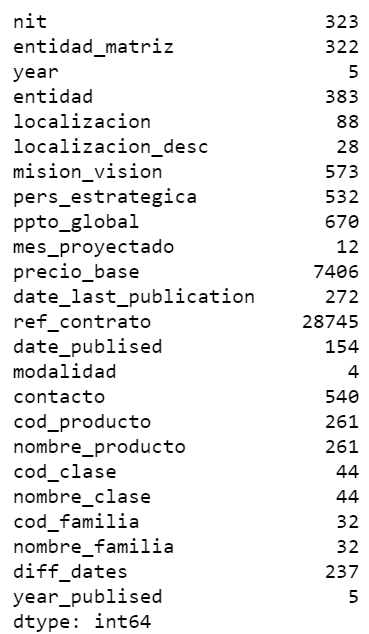 nit 323
entidad_matriz 322
year 5
entidad 383
localizacion 88
localizacion_desc 28
mision_vision 573
pers_estrategica 532
ppto_global 670
mes_proyectado 12
precio_base 7406
date_last_publication 272
ref_contrato 28745
date_publised 154
modalidad 4
contacto 540
cod_producto 261
nombre_producto 261
cod_clase 44
nombre_clase 44
cod_familia 32
nombre_familia 32
diff_dates 237
year_publised 5
dtype: int64